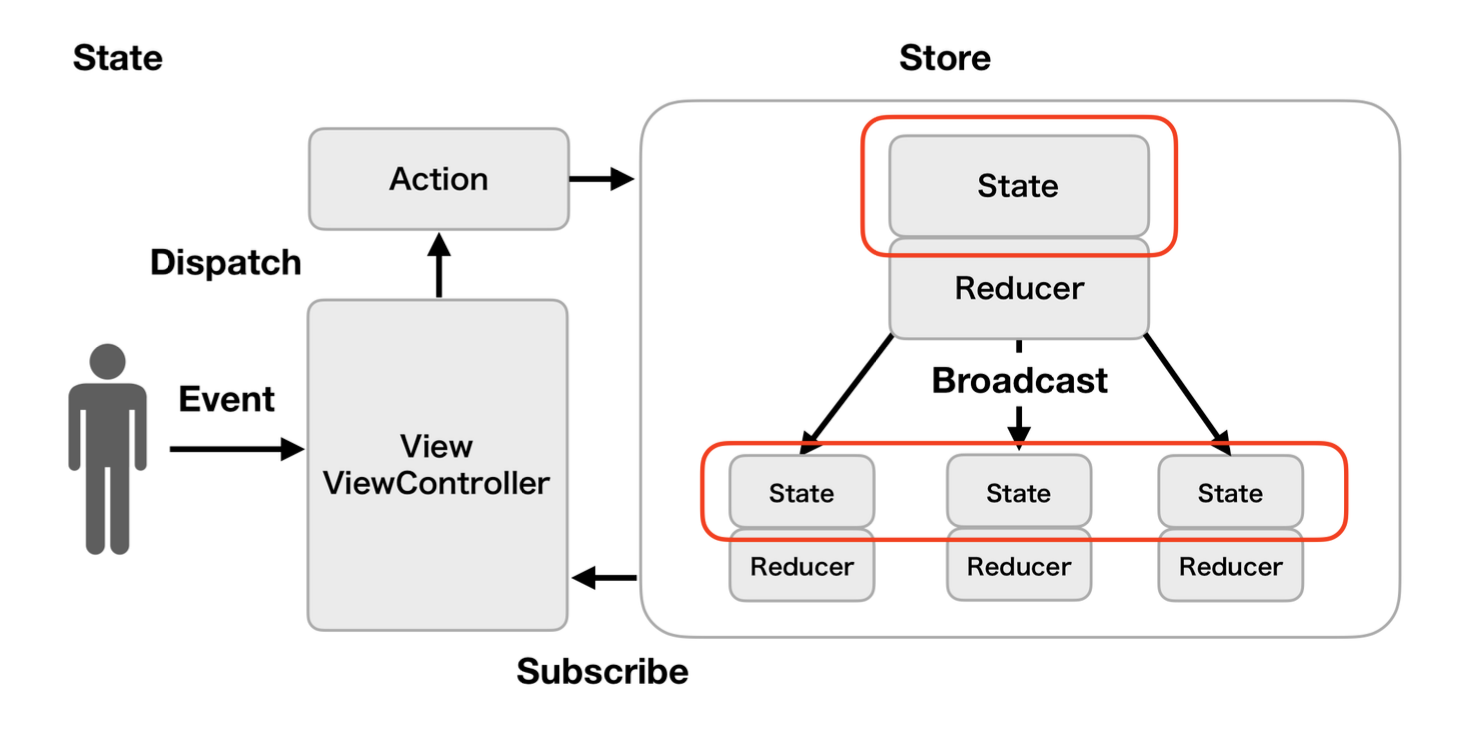 State
Store
Action
State
Dispatch
Reducer
Event
Broadcast
View
ViewController
State
State
State
Reducer
Reducer
Reducer
Subscribe